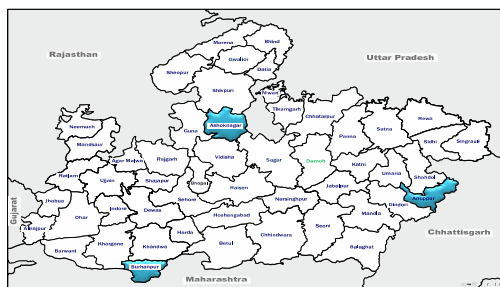 Rajasthan
Uttar Pradesh
Gujarat
Chhattisgarh
Maharashtra
Morena
Bhind
Gwalior
Datia
Sheopur
Shivpuri
Tikamgarh
Chhatarpur
Panna
Satna
Rewa
Sidhi
Singrauli
Neemuch
Mandsaur
Guna
Ashoknagar
Agar Malwa
Rajgarh
Vidisha
Sagar
Damoh
Katni
Umaria
Shahdol
Anuppur
Ratlam
Ujjain
Shajapur
Bhopal
Raisen
Jabalpur
Dindori
Jhabua
Dhar
Indore
Dewas
Sehore
Hoshangabad
Narsinghpur
Mandla
Alirajpur
Barwani
Khargone
Khandwa
Harda
Betul
Chhindwara
Seoni
Balaghat
Burhanpur